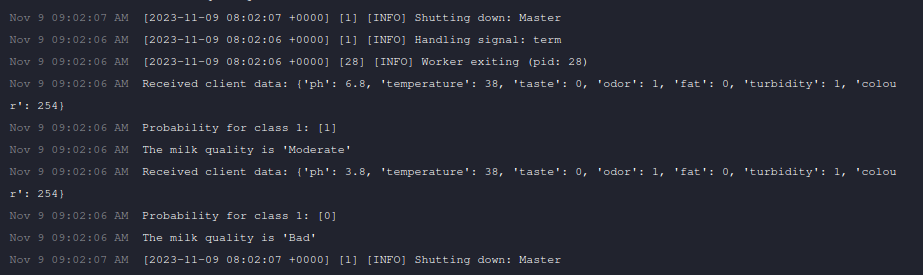 Nov 9 09:02:07 AM [2023-11-09 08:02:07 +0000] [1] [INFO] Shutting down: Master
Nov 9 09:02:06 AM [2023-11-09 08:02:06 +0000] [1] [INFO] Handling signal: term
Nov 9 09:02:06 AM [2023-11-09 08:02:06 +0000] [28] [INFO] Worker exiting (pid: 28)
Nov 9 09:02:06 AM Received client data: {'ph': 6.8, 'temperature': 38, 'taste': 0, 'odor': 1, 'fat': 0, 'turbidity': 1, 'colou
r': 254}
Nov 9 09:02:06 AM Probability for class 1: [1]
Nov 9 09:02:06 AM The milk quality is 'Moderate'
Nov 9 09:02:06 AM Received client data: {'ph': 3.8, 'temperature': 38, 'taste': 0, 'odor': 1, 'fat': 0, 'turbidity': 1, 'colou
r': 254}
Nov 9 09:02:06 AM Probability for class 1: [0]
Nov 9 09:02:06 AM The milk quality is 'Bad'
Nov 9 09:02:07 AM [2023-11-09 08:02:07 +0000] [1] [INFO] Shutting down: Master